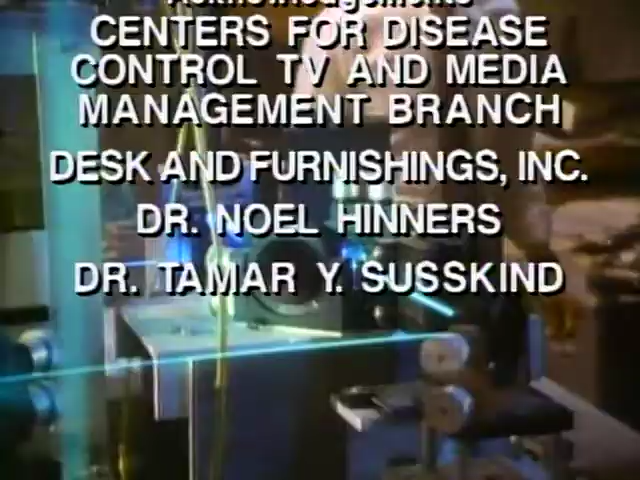 Acknowledgements
CENTERS FOR DISEASE
CONTROL TV AND MEDIA
MANAGEMENT BRANCH
DESK AND FURNISHINGS, INC.
DR. NOEL HINNERS
DR. TAMAR Y. SUSSKIND